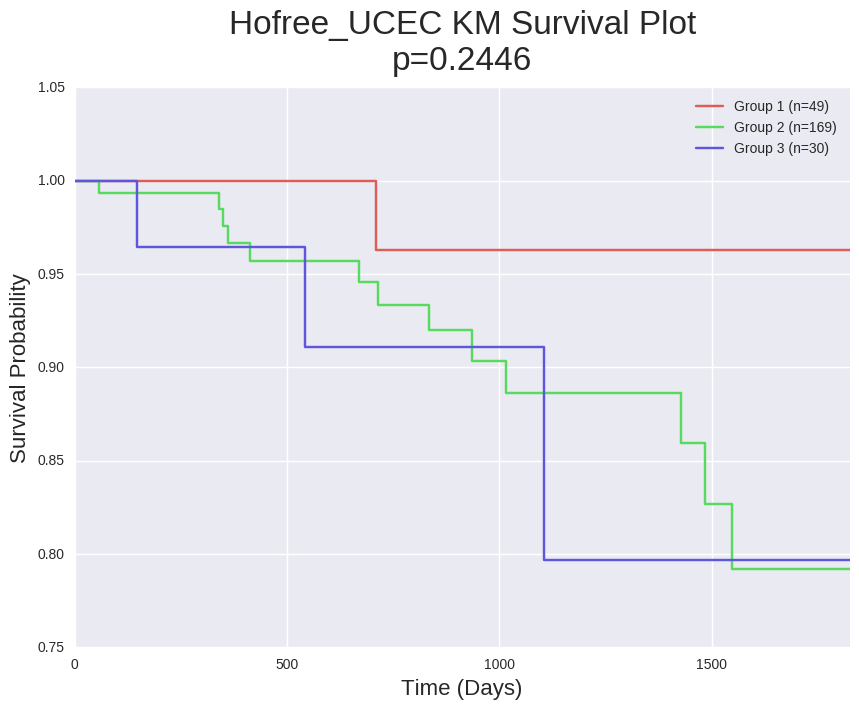 Hofree_UCEC KM Survival Plot
p=0.2446
1.05
1.00
0.95
0.90
0.85
0.80
0.75
Survival Probability
Group 1 (n=49)
Group 2 (n=169)
Group 3 (n=30)
0
500
1000
1500
Time (Days)